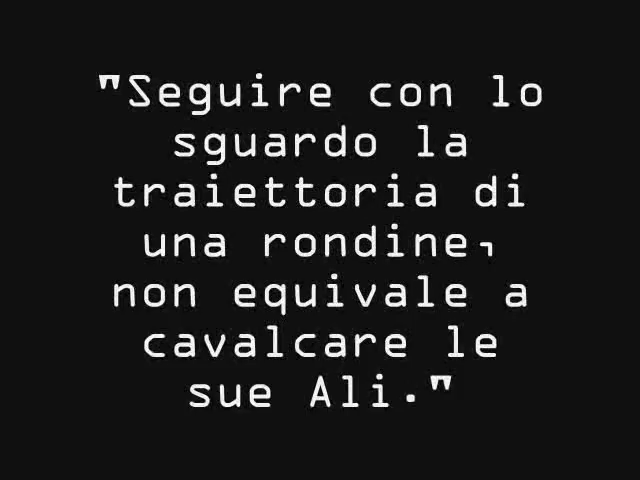 "Seguire con lo
sguardo la
traiettoria di
una rondine,
non equivale a
cavalcare le
sue Ali."